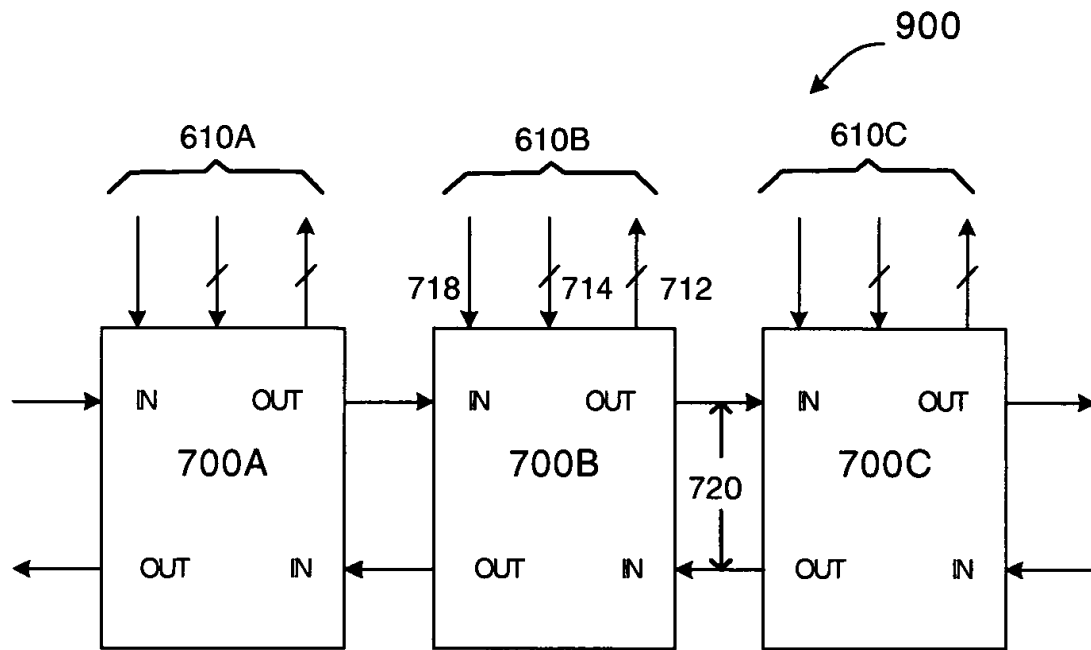 900
610A 610B 610C
718 714 712
IN OUT IN OUT IN OUT
700A 700B 720 700C
OUT IN OUT IN OUT IN